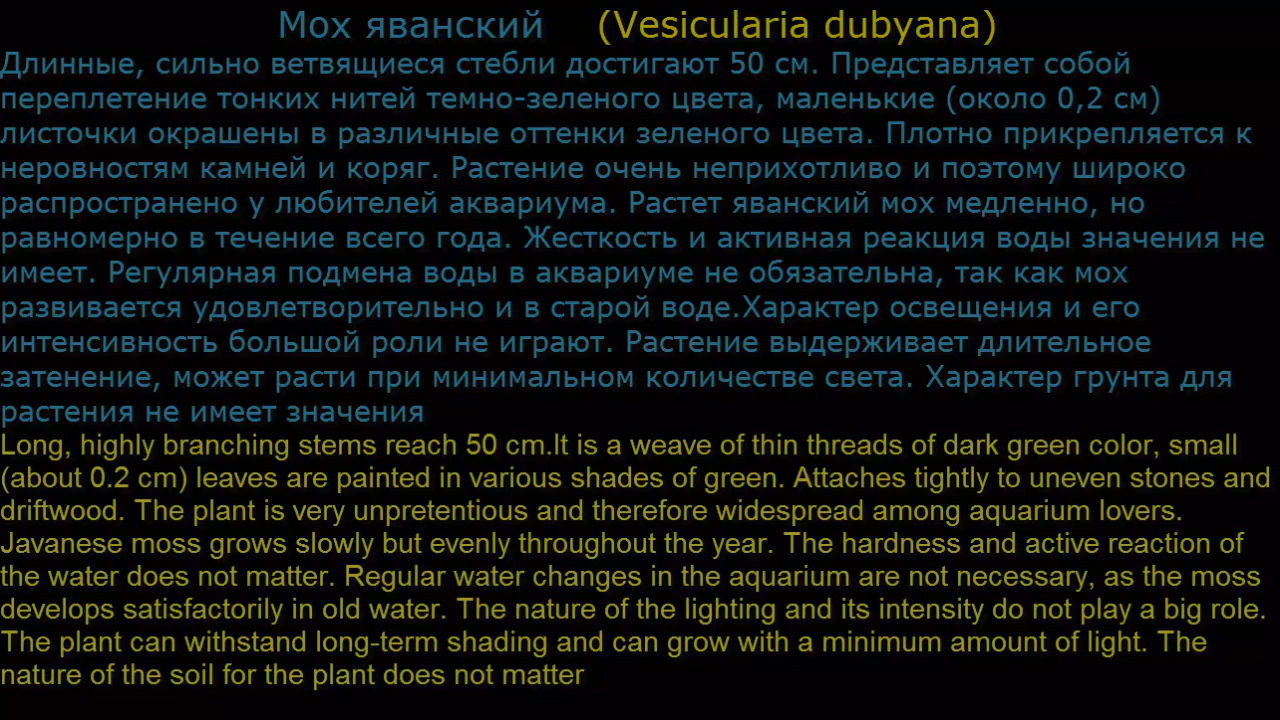 Мох яванский (Vesicularia dubyana)
Длинные, сильно ветвящиеся стебли достигают 50 см. Представляет собой
переплетение тонких нитей темно-зеленого цвета, маленькие (около 0,2 см)
листочки окрашены в различные оттенки зеленого цвета. Плотно прикрепляется к
неровностям камней и коряг. Растение очень неприхотливо и поэтому широко
распространено у любителей аквариума. Растет яванский мох медленно, но
равномерно в течение всего года. Жесткость и активная реакция воды значения не
имеет. Регулярная подмена воды в аквариуме не обязательна, так как мох
развивается удовлетворительно и в старой воде.Характер освещения и его
интенсивность большой роли не играют. Растение выдерживает длительное
затенение, может расти при минимальном количестве света. Характер грунта для
растения не имеет значения
Long, highly branching stems reach 50 cm.It is a weave of thin threads of dark green color, small
(about 0.2 cm) leaves are painted in various shades of green. Attaches tightly to uneven stones and
driftwood. The plant is very unpretentious and therefore widespread among aquarium lovers.
Javanese moss grows slowly but evenly throughout the year. The hardness and active reaction of
the water does not matter. Regular water changes in the aquarium are not necessary, as the moss
develops satisfactorily in old water. The nature of the lighting and its intensity do not play a big role.
The plant can withstand long-term shading and can grow with a minimum amount of light. The
nature of the soil for the plant does not matter